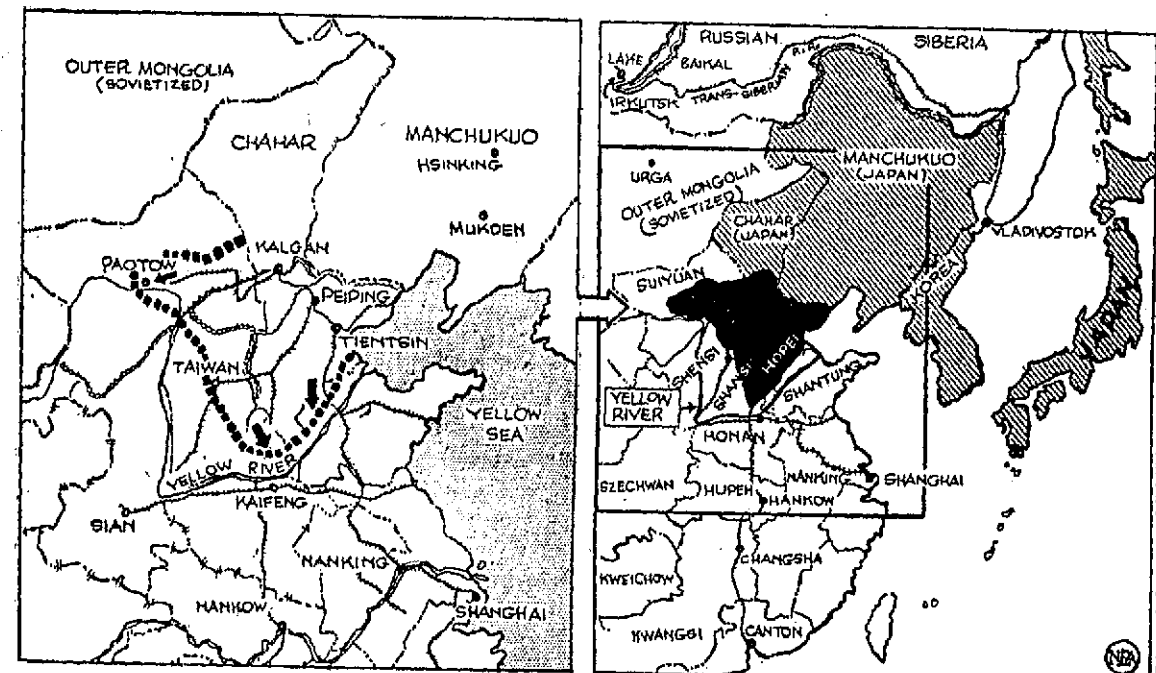 OUTER MONGOLIA
(SOVIETIZED)
CHAHAR
MANCHUKUO
HSINKING
MUKDEN
KALGAN
PAOTOW
PEIPING
TIENTSIN
TAIWAN
YELLOW
SEA
YELLOW RIVER
KAIFENG
SIAN
NANKING
HANKOW
SHANGHAI
RUSSIAN
SIBERIA
LAKE
BAIKAL
IRKUTSK
TRANS-SIBERIAN R.R.
MANCHUKUO
(JAPAN)
URGA
OUTER MONGOLIA
(SOVIETIZED)
CHAHAR
(JAPAN)
VLADIVOSTOK
SUIYUAN
KOREA
JAPAN
SHENSI
SHANSI
HOPEI
SHANTUNG
YELLOW
RIVER
HONAN
SZECHWAN
HUPEH
NANKING
HANKOW
SHANGHAI
CHANGSHA
KWEICHOW
KWANGSI
CANTON
NEA